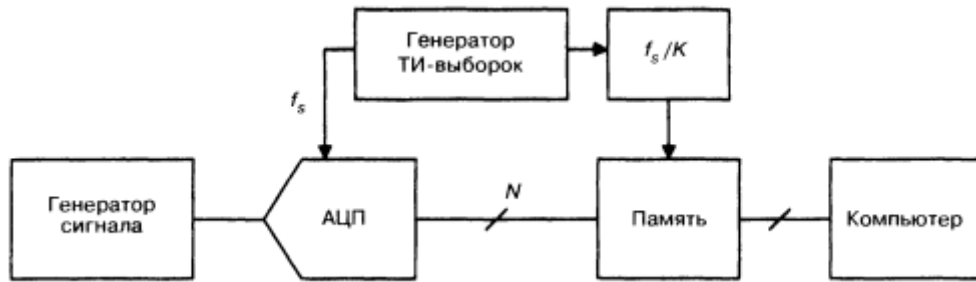 Генератор
ТИ-выборок
f_s/K
f_s
Генератор
сигнала
АЦП
N
Память
Компьютер